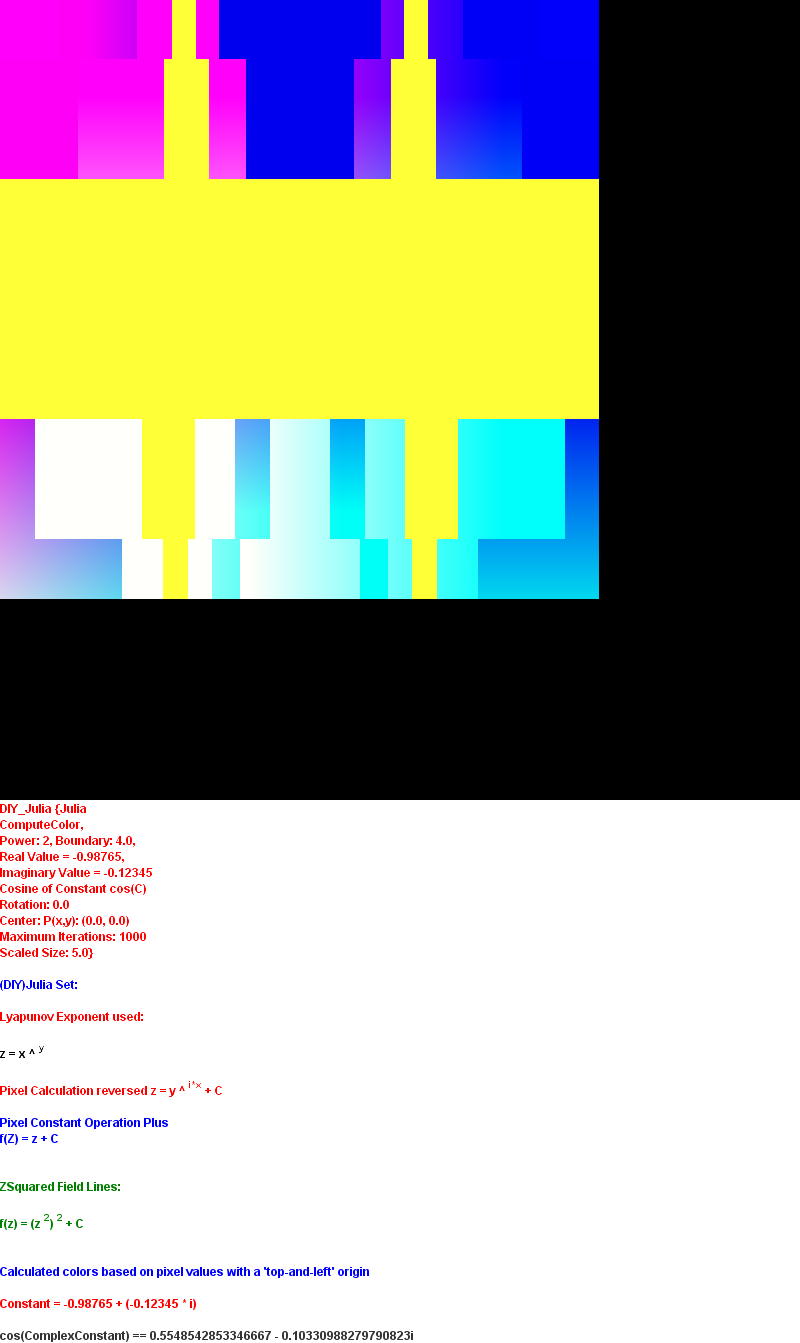 DIY_Julia {Julia
ComputeColor,
Power: 2, Boundary: 4.0,
Real Value = -0.98765,
Imaginary Value = -0.12345
Cosine of Constant cos(C)
Rotation: 0.0
Center: P(x,y): (0.0, 0.0)
Maximum Iterations: 1000
Scaled Size: 5.0}
(DIY)Julia Set:
Lyapunov Exponent used:
z = x ^ y
Pixel Calculation reversed z = y ^ i*x + C
Pixel Constant Operation Plus
f(Z) = z + C
ZSquared Field Lines:
f(z) = (z 2) 2 + C
Calculated colors based on pixel values with a 'top-and-left' origin
Constant = -0.98765 + (-0.12345 * i)
cos(ComplexConstant) == 0.5548542853346667 - 0.10330988279790823i